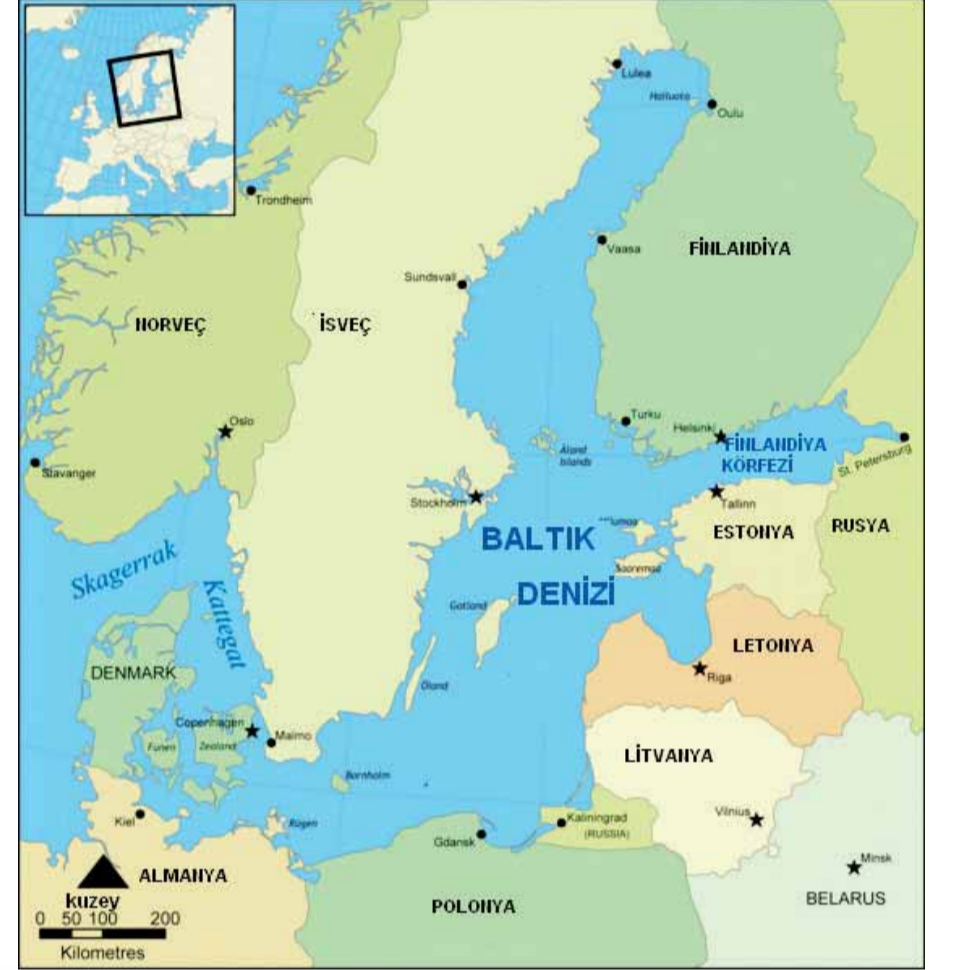 Lulea
Hailuoto
Oulu
Trondheim
Vaasa
FİNLANDİYA
Sundsvall
NORVEÇ
İSVEÇ
Oslo
Turku
Helsinki
FİNLANDİYA
KÖRFEZİ
Aland
Islands
Stavanger
St. Petersburg
Stockholm
Tallinn
BALTIK
DENİZİ
ESTONYA
RUSYA
Skagerrak
Kattegat
Saaremaa
Gotland
LETONYA
DENMARK
Riga
Oland
Copenhagen
Malmo
Funen
Zealand
LİTVANYA
Bornholm
Kiel
Rügen
Kaliningrad
(RUSSIA)
Vilnius
Gdansk
Minsk
ALMANYA
BELARUS
POLONYA
kuzey
0 50 100 200
Kilometres